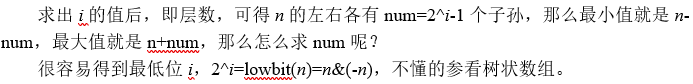 求出 i 的值后，即层数，可得 n 的左右各有 num=2^i-1 个子孙，那么最小值就是 n-
num，最大值就是 n+num，那么怎么求 num 呢？
很容易得到最低位 i，2^i=lowbit(n)=n&(-n)，不懂的参看树状数组。